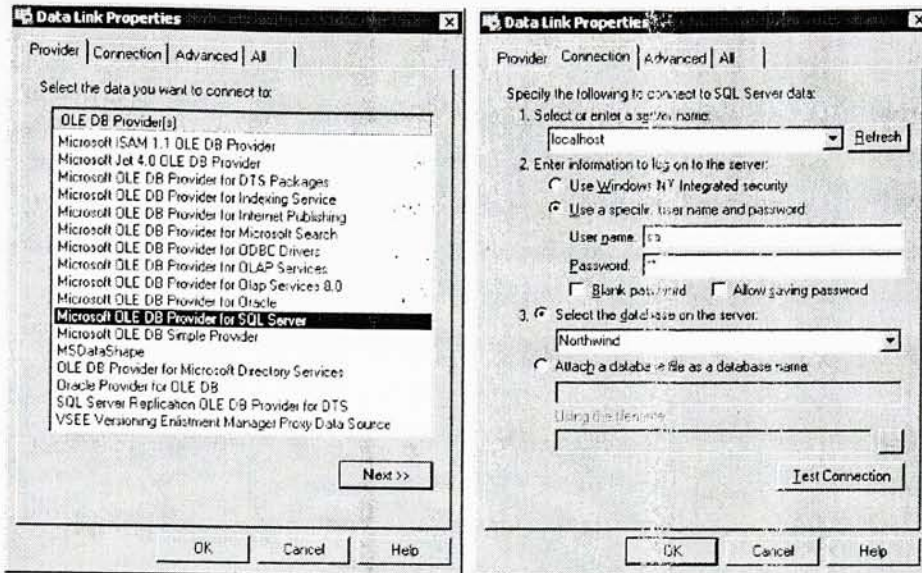 Data Link Properties
Provider Connection Advanced All
Select the data you want to connect to:
OLE DB Provider(s)
Microsoft ISAM 1.1 OLE DB Provider
Microsoft Jet 4.0 OLE DB Provider
Microsoft OLE DB Provider for DTS Packages
Microsoft OLE DB Provider for Indexing Service
Microsoft OLE DB Provider for Internet Publishing
Microsoft OLE DB Provider for Microsoft Search
Microsoft OLE DB Provider for ODBC Drivers
Microsoft OLE DB Provider for OLAP Services
Microsoft OLE DB Provider for Olap Services 8.0
Microsoft OLE DB Provider for Oracle
Microsoft OLE DB Provider for SQL Server
Microsoft OLE DB Simple Provider
MSDataShape
OLE DB Provider for Microsoft Directory Services
Oracle Provider for OLE DB
SQL Server Replication OLE DB Provider for DTS
VSEE Versioning Enlistment Manager Proxy Data Source
Next >>
OK Cancel Help
Data Link Properties
Provider Connection Advanced All
Specify the following to connect to SQL Server data:
1. Select or enter a server name:
localhost Refresh
2. Enter information to log on to the server:
Use Windows NT Integrated security
Use a specific user name and password:
User name: sa
Password: **
Blank password Allow saving password
3. Select the database on the server:
Northwind
Attach a database file as a database name:
Using the filename:
Test Connection
OK Cancel Help